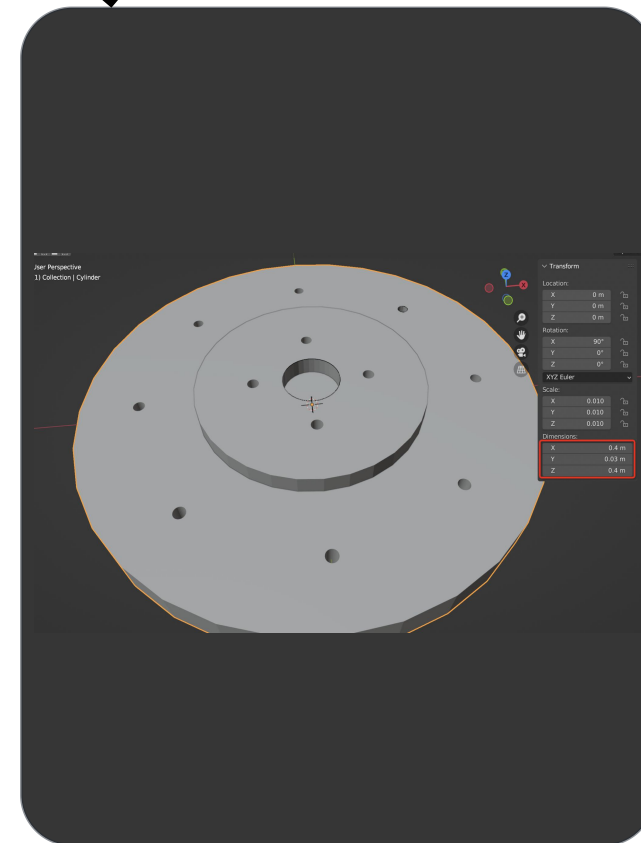 Jser Perspective
1) Collection | Cylinder
Z
X
Transform
Location:
X 0 m
Y 0 m
Z 0 m
Rotation:
X 90°
Y 0°
Z 0°
XYZ Euler
Scale:
X 0.010
Y 0.010
Z 0.010
Dimensions:
X 0.4 m
Y 0.03 m
Z 0.4 m